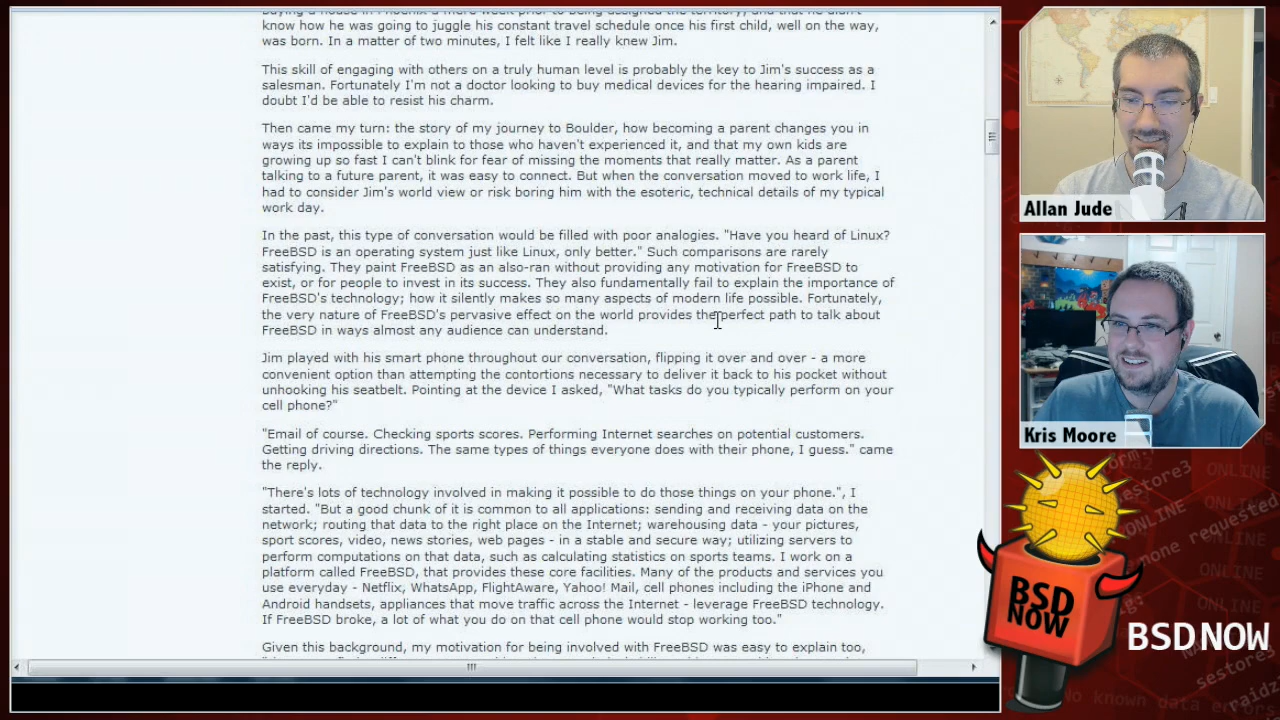 buying a house in Phoenix a mere week prior to being assigned the territory, and that he didn't
know how he was going to juggle his constant travel schedule once his first child, well on the way,
was born. In a matter of two minutes, I felt like I really knew Jim.
This skill of engaging with others on a truly human level is probably the key to Jim's success as a
salesman. Fortunately I'm not a doctor looking to buy medical devices for the hearing impaired. I
doubt I'd be able to resist his charm.
Then came my turn: the story of my journey to Boulder, how becoming a parent changes you in
ways its impossible to explain to those who haven't experienced it, and that my own kids are
growing up so fast I can't blink for fear of missing the moments that really matter. As a parent
talking to a future parent, it was easy to connect. But when the conversation moved to work life, I
had to consider Jim's world view or risk boring him with the esoteric, technical details of my typical
work day.
In the past, this type of conversation would be filled with poor analogies. "Have you heard of Linux?
FreeBSD is an operating system just like Linux, only better." Such comparisons are rarely
satisfying. They paint FreeBSD as an also-ran without providing any motivation for FreeBSD to
exist, or for people to invest in its success. They also fundamentally fail to explain the importance of
FreeBSD's technology; how it silently makes so many aspects of modern life possible. Fortunately,
the very nature of FreeBSD's pervasive effect on the world provides the perfect path to talk about
FreeBSD in ways almost any audience can understand.
Jim played with his smart phone throughout our conversation, flipping it over and over - a more
convenient option than attempting the contortions necessary to deliver it back to his pocket without
unhooking his seatbelt. Pointing at the device I asked, "What tasks do you typically perform on your
cell phone?"
"Email of course. Checking sports scores. Performing Internet searches on potential customers.
Getting driving directions. The same types of things everyone does with their phone, I guess." came
the reply.
"There's lots of technology involved in making it possible to do those things on your phone.", I
started. "But a good chunk of it is common to all applications: sending and receiving data on the
network; routing that data to the right place on the Internet; warehousing data - your pictures,
sport scores, video, news stories, web pages - in a stable and secure way; utilizing servers to
perform computations on that data, such as calculating statistics on sports teams. I work on a
platform called FreeBSD, that provides these core facilities. Many of the products and services you
use everyday - Netflix, WhatsApp, FlightAware, Yahoo! Mail, cell phones including the iPhone and
Android handsets, appliances that move traffic across the Internet - leverage FreeBSD technology.
If FreeBSD broke, a lot of what you do on that cell phone would stop working too."
Given this background, my motivation for being involved with FreeBSD was easy to explain too,
Allan Jude
Kris Moore
BSD
NOW
BSDNOW
ONLINE
estore3
ONLINE
none requested
ONLINE
ONLINE
sestore
No known data
raidz